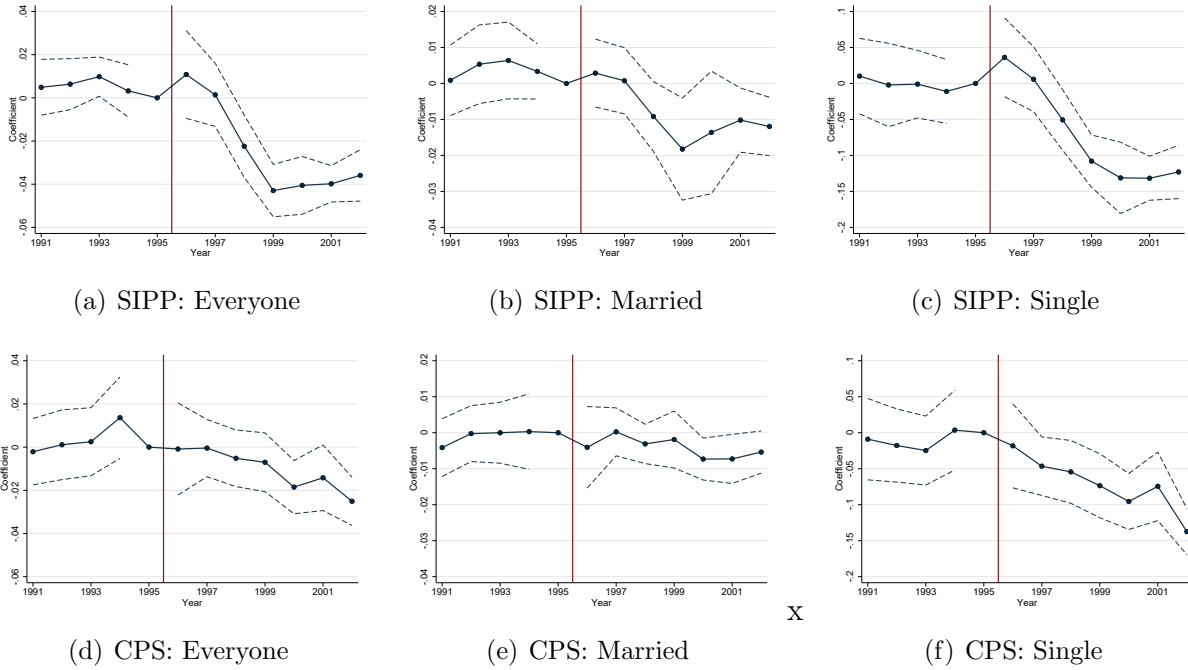 .04
.02
0
-.02
-.04
-.06
Coefficient
1991 1993 1995 1997 1999 2001
Year
(a) SIPP: Everyone
.02
.01
0
-.01
-.02
-.03
-.04
Coefficient
1991 1993 1995 1997 1999 2001
Year
(b) SIPP: Married
.1
.05
0
-.05
-.1
-.15
-.2
Coefficient
1991 1993 1995 1997 1999 2001
Year
(c) SIPP: Single
.04
.02
0
-.02
-.04
-.06
Coefficient
1991 1993 1995 1997 1999 2001
Year
(d) CPS: Everyone
.02
.01
0
-.01
-.02
-.03
-.04
Coefficient
1991 1993 1995 1997 1999 2001
Year
x
(e) CPS: Married
.1
.05
0
-.05
-.1
-.15
-.2
Coefficient
1991 1993 1995 1997 1999 2001
Year
(f) CPS: Single